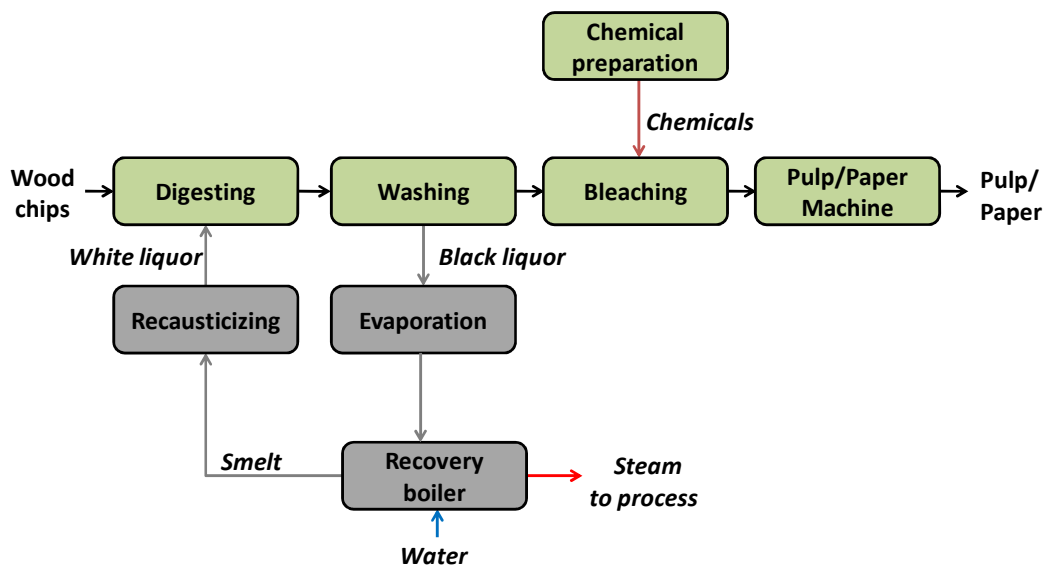 Chemical
preparation
Chemicals
Wood
chips
Digesting
Washing
Bleaching
Pulp/Paper
Machine
Pulp/
Paper
White liquor
Black liquor
Recausticizing
Evaporation
Smelt
Recovery
boiler
Steam
to process
Water